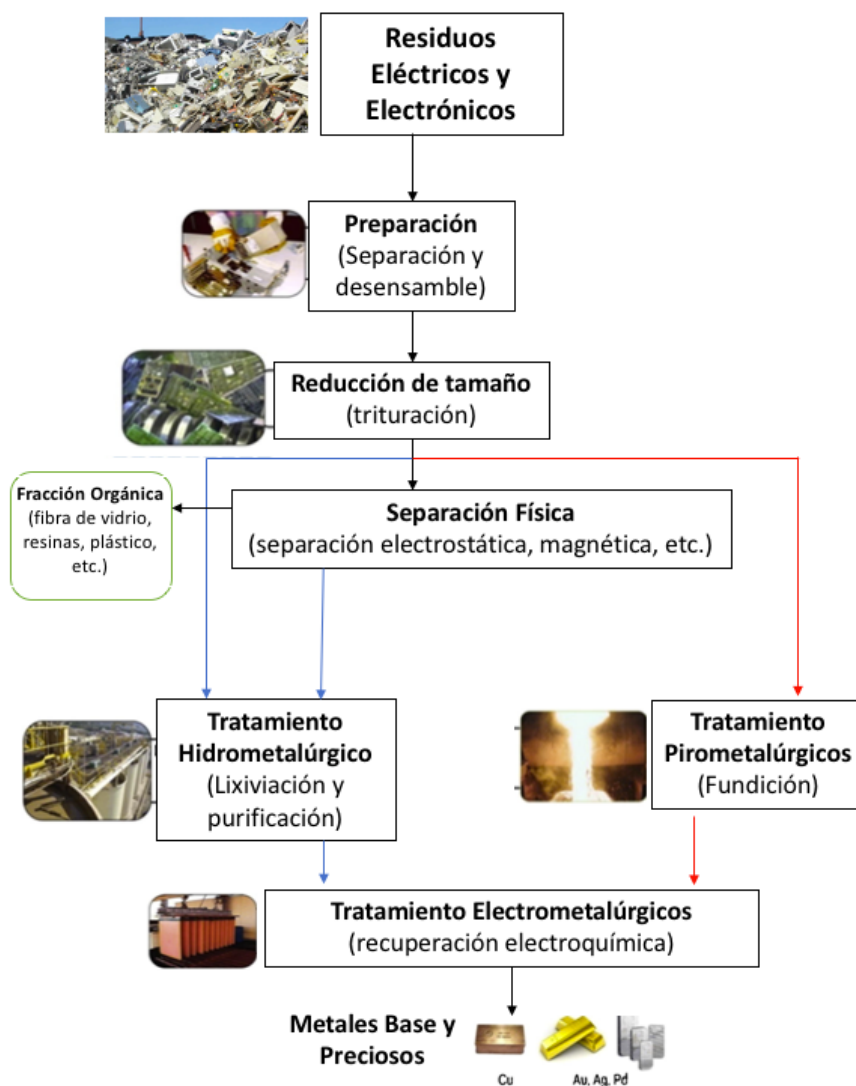 Residuos
Eléctricos y
Electrónicos
Preparación
(Separación y
desensamble)
Reducción de tamaño
(trituración)
Fracción Orgánica
(fibra de vidrio,
resinas, plástico,
etc.)
Separación Física
(separación electrostática, magnética, etc.)
Tratamiento
Hidrometalúrgico
(Lixiviación y
purificación)
Tratamiento
Pirometalúrgicos
(Fundición)
Tratamiento Electrometalúrgicos
(recuperación electroquímica)
Metales Base y
Preciosos
Cu
Au, Ag, Pd